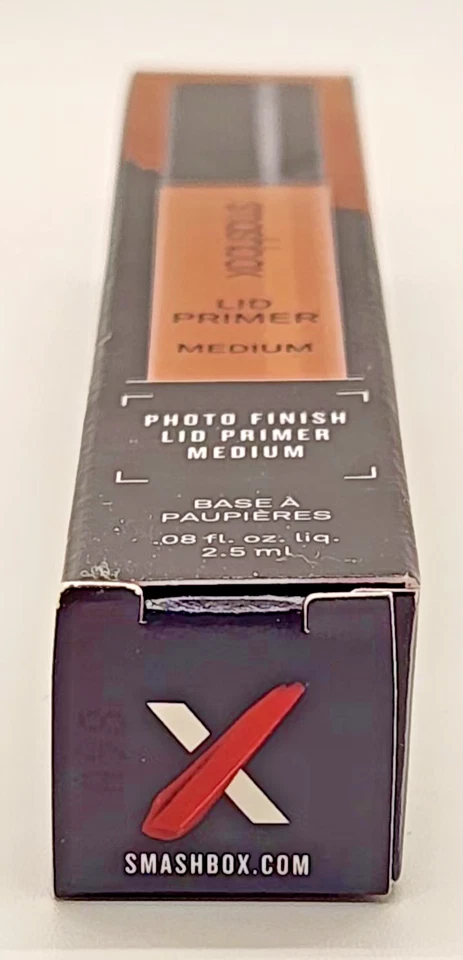 smashbox
LID
PRIMER
MEDIUM
PHOTO FINISH
LID PRIMER
MEDIUM
BASE À
PAUPIÈRES
.08 fl. oz. liq.
2.5 ml
X
SMASHBOX.COM